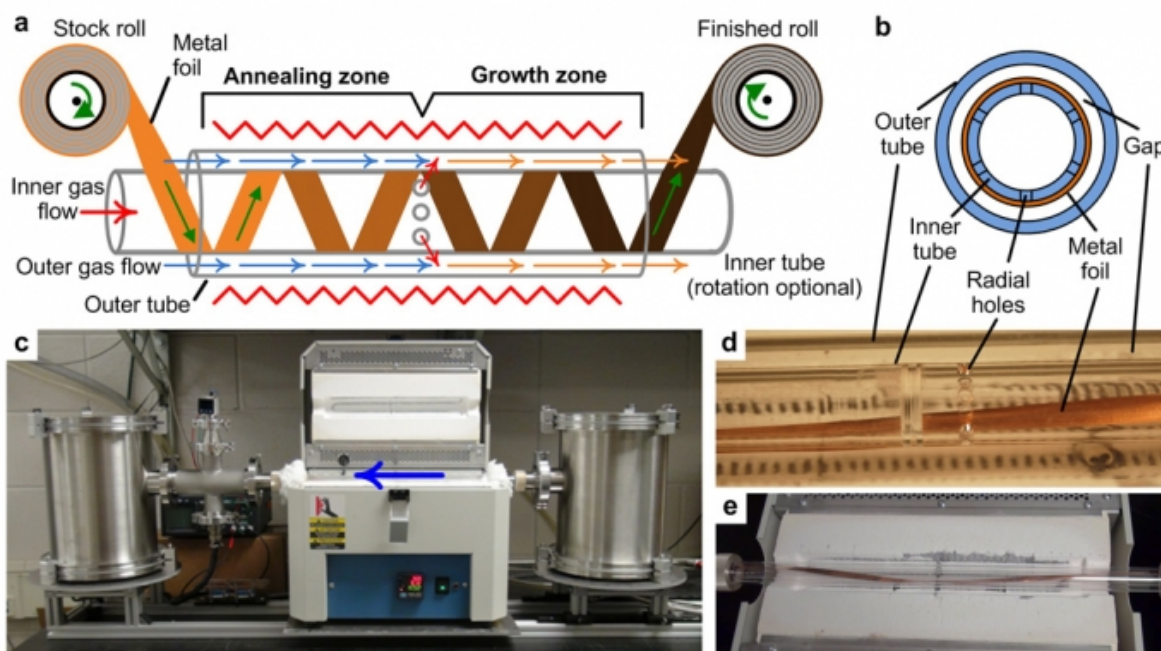 a
Stock roll
Metal
foil
Annealing zone
Growth zone
Finished roll
Inner gas
flow
Outer gas flow
Outer tube
Inner tube
(rotation optional)
b
Outer
tube
Gap
Inner
tube
Radial
holes
Metal
foil
c
d
e